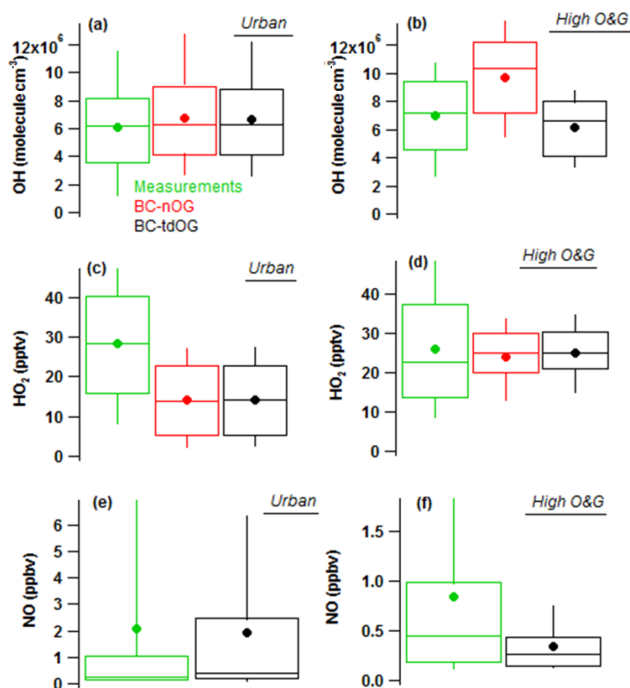 (a) Urban
12x10⁶
10
8
6
4
2
0
OH (molecule cm⁻³)
Measurements
BC-nOG
BC-tdOG
(b) High O&G
12x10⁶
10
8
6
4
2
0
OH (molecule cm⁻³)
(c) Urban
40
30
20
10
0
HO₂ (pptv)
(d) High O&G
40
30
20
10
0
HO₂ (pptv)
(e) Urban
6
5
4
3
2
1
0
NO (ppbv)
(f) High O&G
1.5
1.0
0.5
0.0
NO (ppbv)